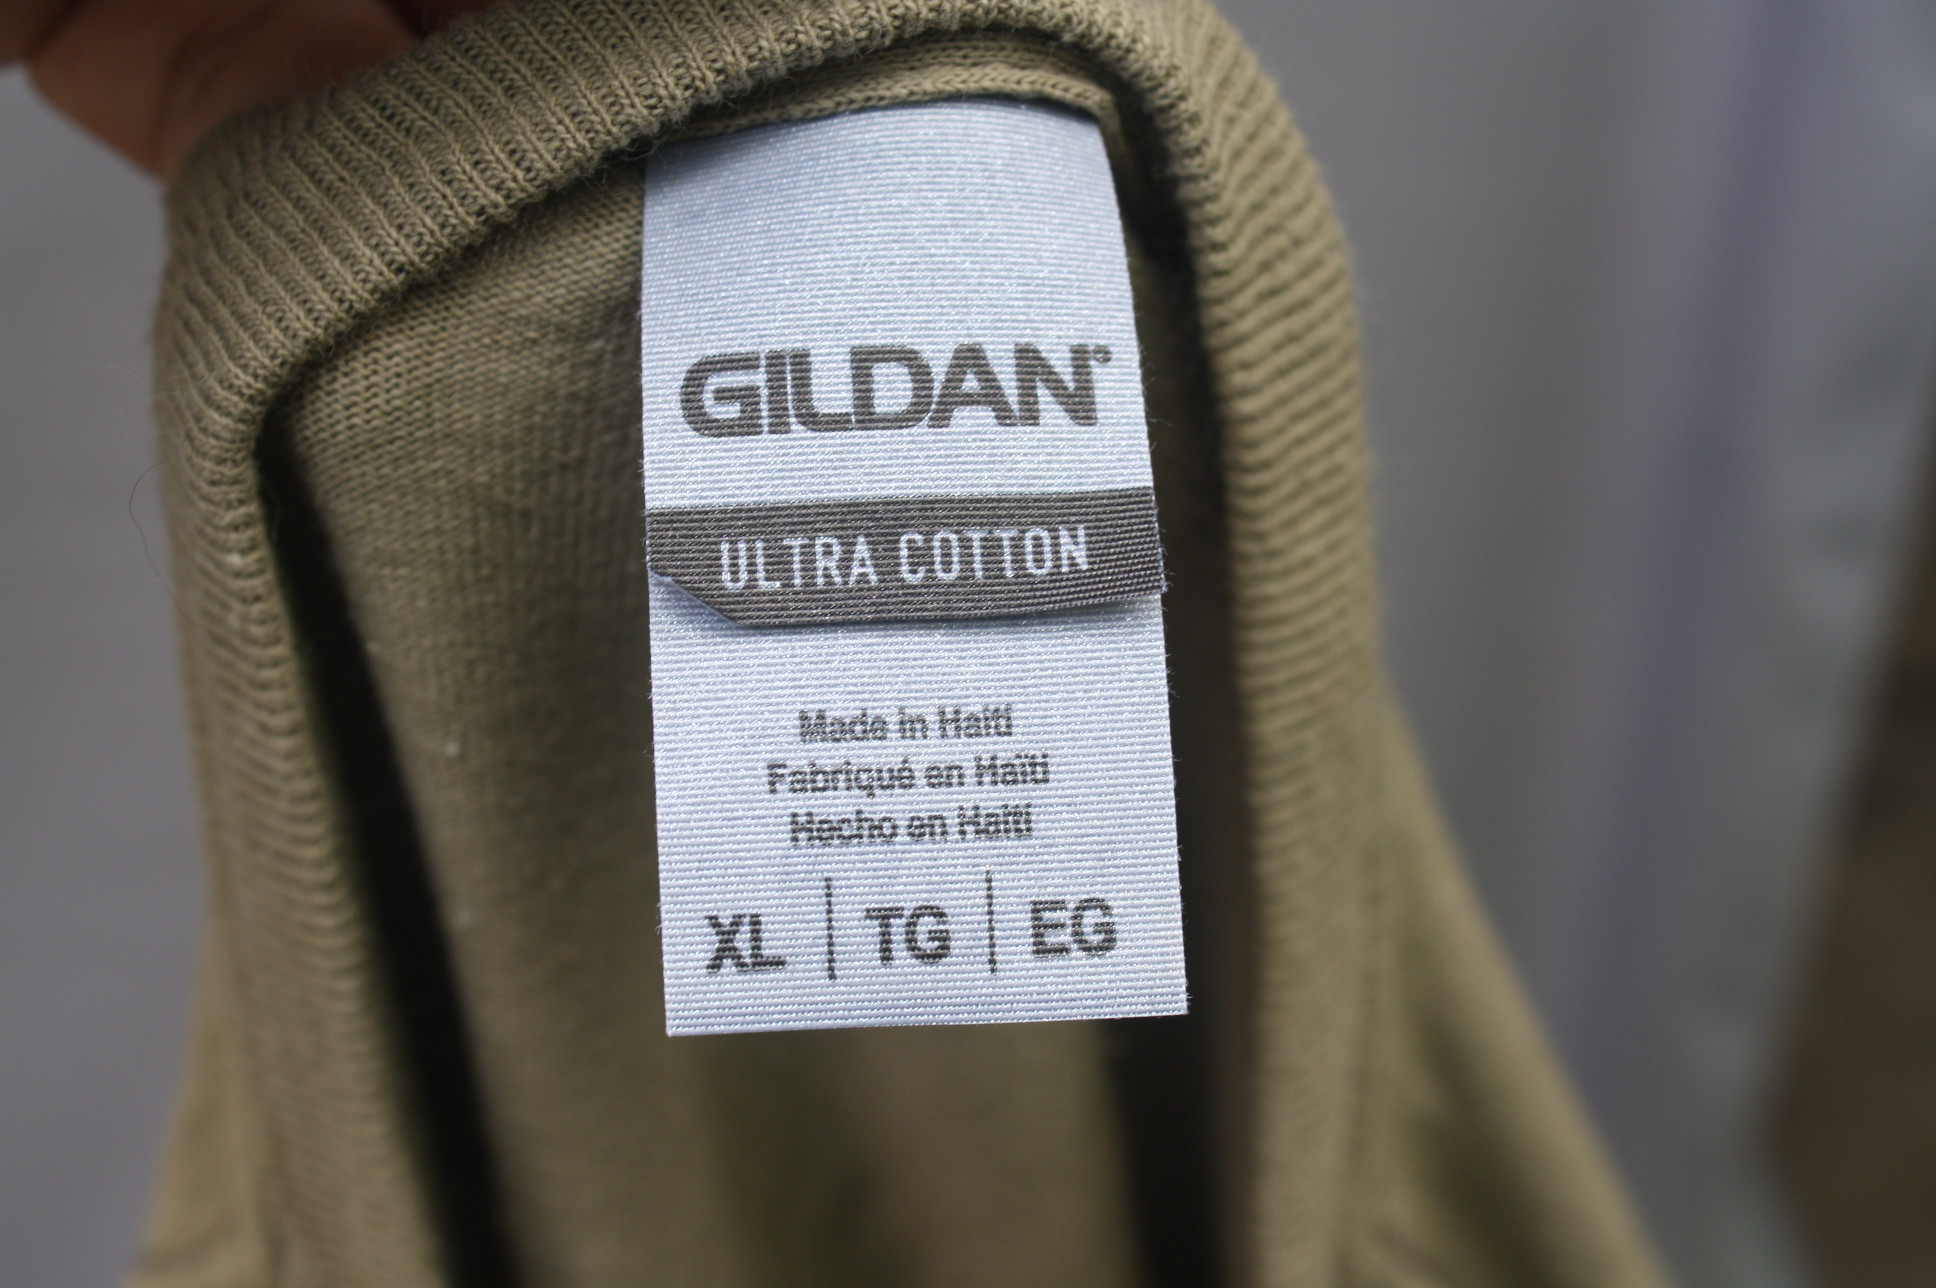 GILDAN®
ULTRA COTTON
Made in Haiti
Fabriqué en Haïti
Hecho en Haití
XL | TG | EG